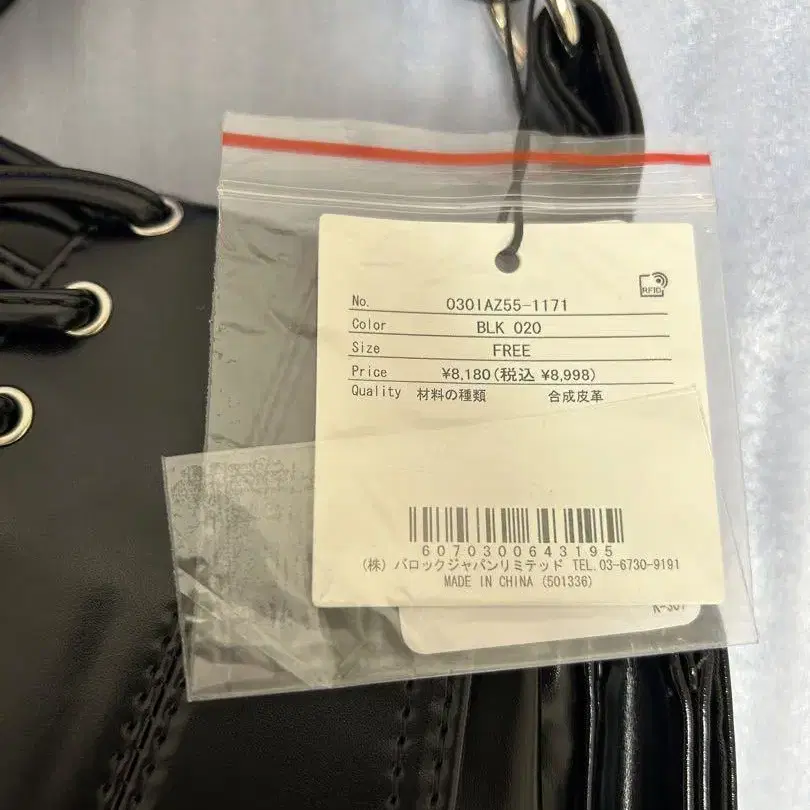 RFID
No. 030IAZ55-1171
Color BLK 020
Size FREE
Price ¥8,180(税込 ¥8,998)
Quality 材料の種類 合成皮革
6070300643195
(株) バロックジャパンリミテッド TEL.03-6730-9191
MADE IN CHINA (501336)